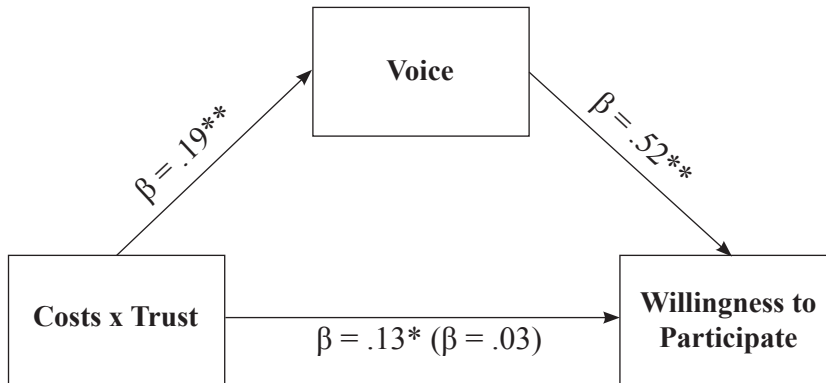 Voice
β = .19**
β = .52**
Costs x Trust
Willingness to
Participate
β = .13* (β = .03)